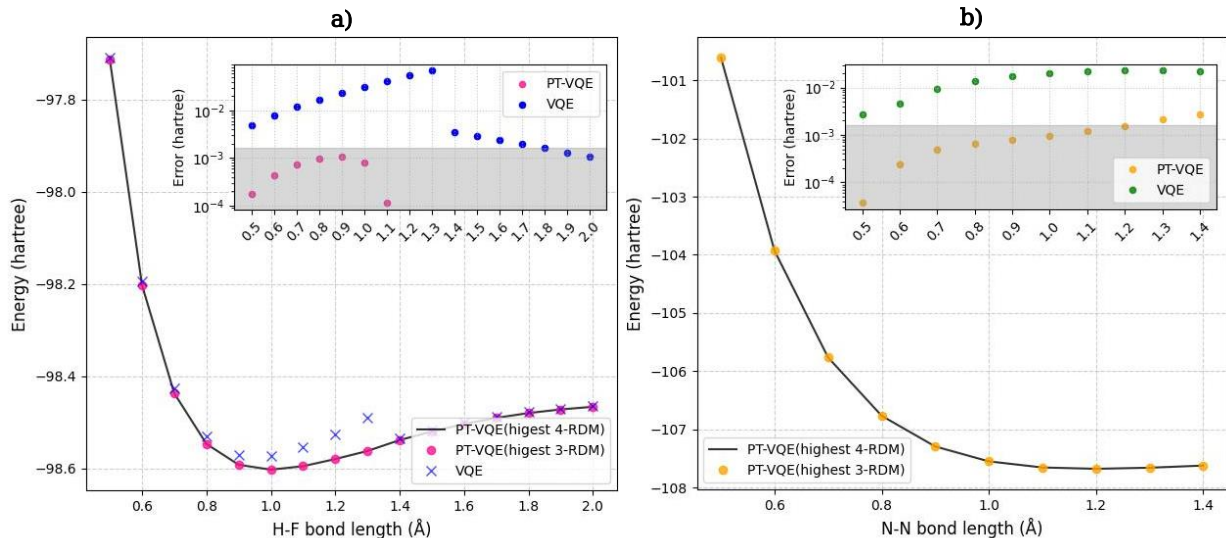 a)
Energy (hartree)
−97.8
−98.0
−98.2
−98.4
−98.6
0.6 0.8 1.0 1.2 1.4 1.6 1.8 2.0
H-F bond length (Å)
Error (hartree)
10⁻²
10⁻³
10⁻⁴
0.5 0.6 0.7 0.8 0.9 1.0 1.1 1.2 1.3 1.4 1.5 1.6 1.7 1.8 1.9 2.0
PT-VQE
VQE
PT-VQE(higest 4-RDM)
PT-VQE(higest 3-RDM)
VQE
b)
Energy (hartree)
−101
−102
−103
−104
−105
−106
−107
−108
0.6 0.8 1.0 1.2 1.4
N-N bond length (Å)
Error (hartree)
10⁻²
10⁻³
10⁻⁴
0.5 0.6 0.7 0.8 0.9 1.0 1.1 1.2 1.3 1.4
PT-VQE
VQE
PT-VQE(highest 4-RDM)
PT-VQE(highest 3-RDM)